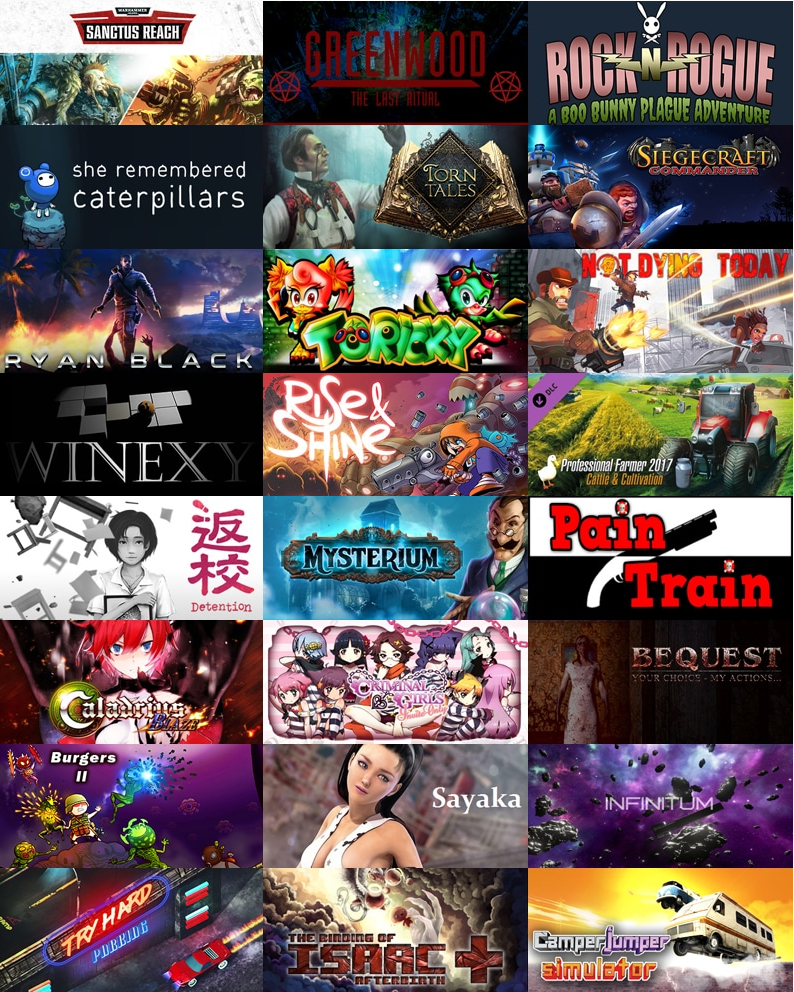 WARHAMMER
SANCTUS REACH
GREENWOOD
THE LAST RITUAL
ROCK N ROGUE
A BOO BUNNY PLAGUE ADVENTURE
she remembered
caterpillars
TORN
TALES
SIEGECRAFT
COMMANDER
RYAN BLACK
TORICKY
NOT DYING TODAY
WINEXY
RISE &
SHINE
DLC
Professional Farmer 2017
Cattle & Cultivation
返校
Detention
MYSTERIUM
Pain
Train
Caladrius
BLAZE
CRIMINAL
GIRLS
Invite Only
BEQUEST
YOUR CHOICE - MY ACTIONS...
Burgers
II
Sayaka
INFINITUM
TRY HARD
PARKING
THE BINDING OF
ISAAC
AFTERBIRTH
Camper Jumper
simulator